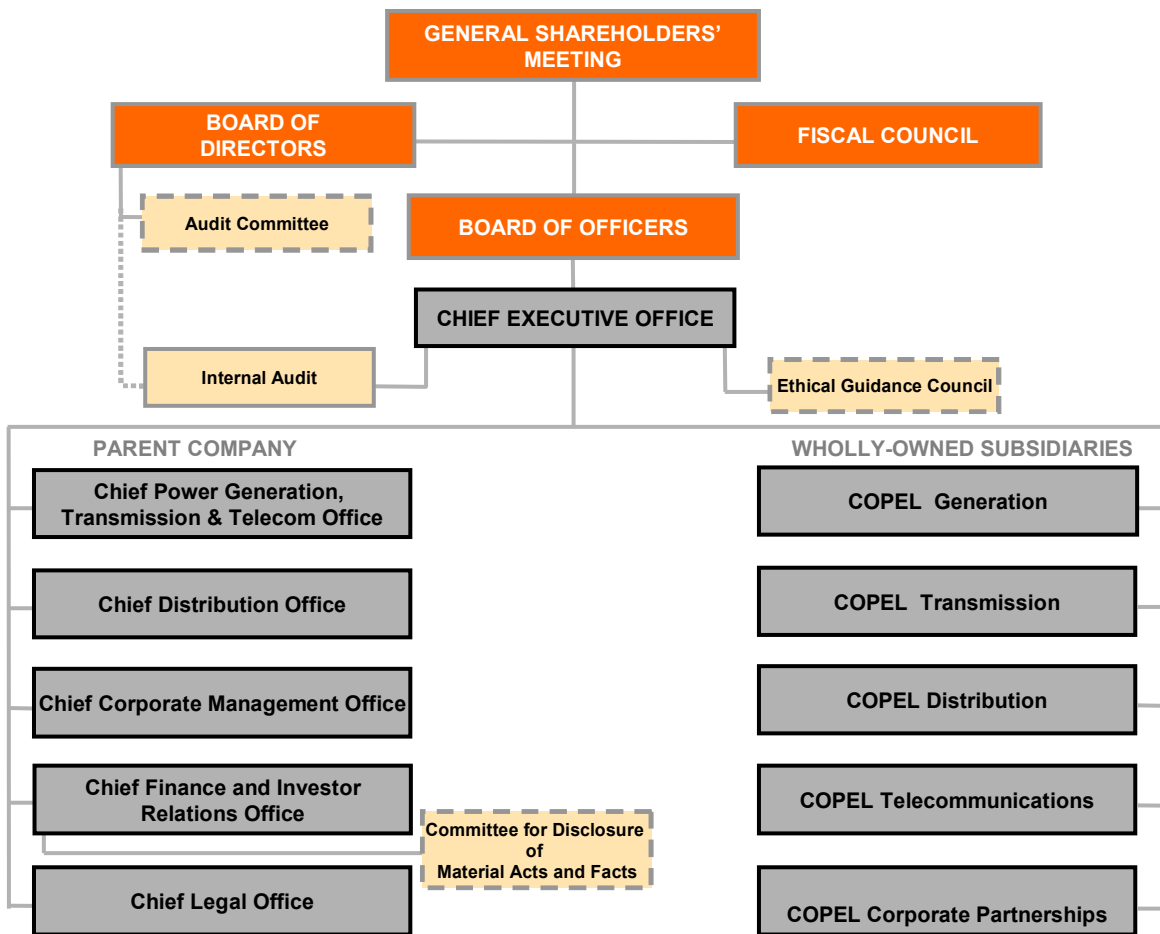 GENERAL SHAREHOLDERS'
MEETING
BOARD OF
DIRECTORS
FISCAL COUNCIL
Audit Committee
BOARD OF OFFICERS
CHIEF EXECUTIVE OFFICE
Internal Audit
Ethical Guidance Council
PARENT COMPANY
WHOLLY-OWNED SUBSIDIARIES
Chief Power Generation,
Transmission & Telecom Office
COPEL Generation
Chief Distribution Office
COPEL Transmission
Chief Corporate Management Office
COPEL Distribution
Chief Finance and Investor
Relations Office
COPEL Telecommunications
Committee for Disclosure
of
Material Acts and Facts
Chief Legal Office
COPEL Corporate Partnerships